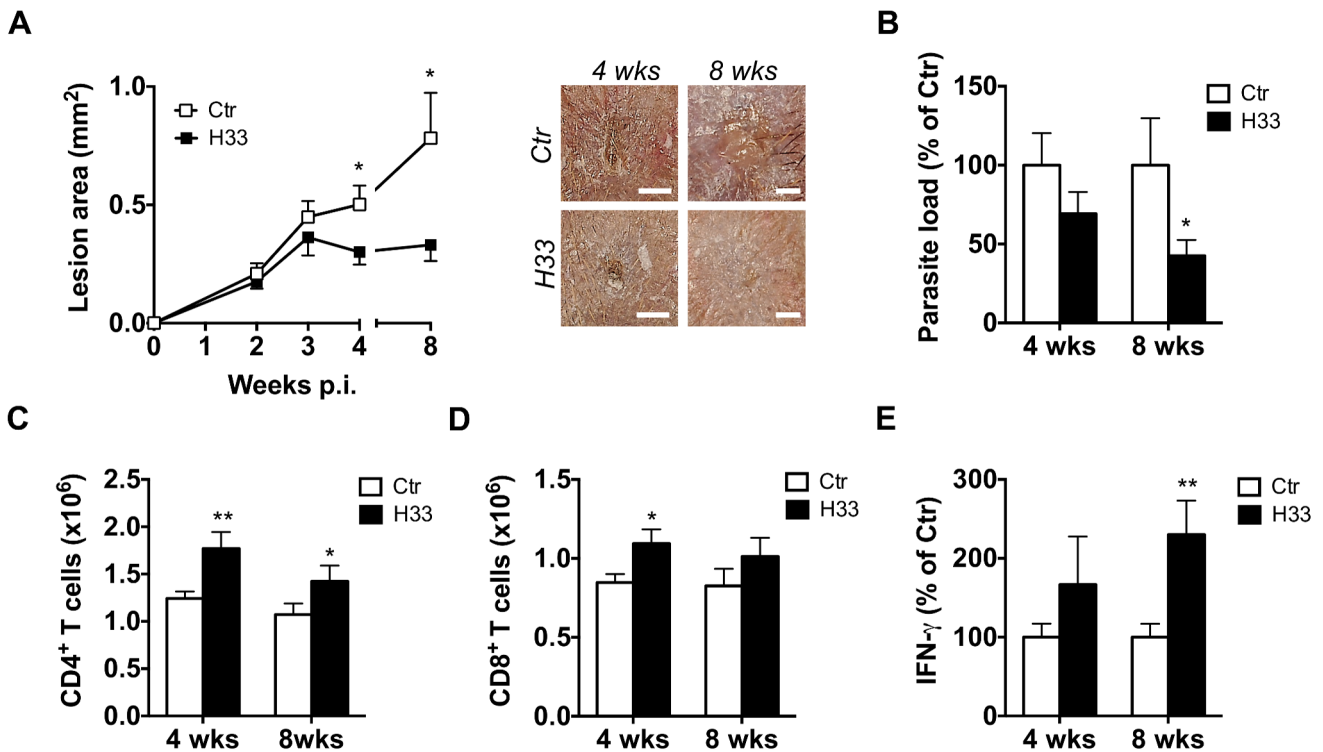 A
Lesion area (mm²)
1.0
0.5
0.0
Ctr
H33
*
*
0 1 2 3 4 8
Weeks p.i.
4 wks 8 wks
Ctr
H33
B
Parasite load (% of Ctr)
150
100
50
0
Ctr
H33
*
4 wks 8 wks
C
CD4⁺ T cells (x10⁶)
2.5
2.0
1.5
1.0
0.5
0.0
Ctr
H33
**
*
4 wks 8wks
D
CD8⁺ T cells (x10⁶)
1.5
1.0
0.5
0.0
Ctr
H33
*
4 wks 8 wks
E
IFN-γ (% of Ctr)
300
200
100
0
Ctr
H33
**
4 wks 8 wks